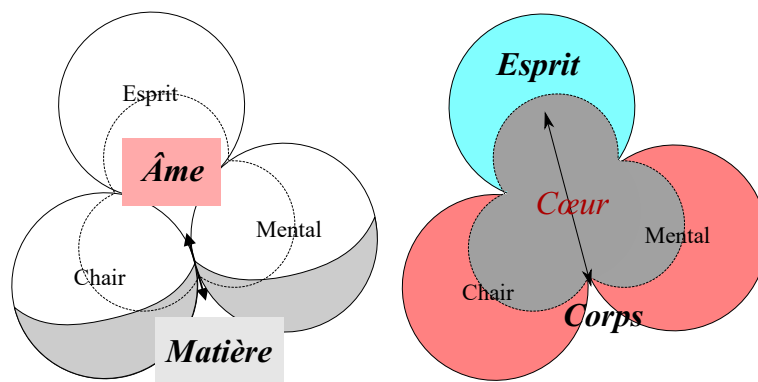 Esprit
Âme
Mental
Chair
Matière
Esprit
Cœur
Mental
Chair
Corps